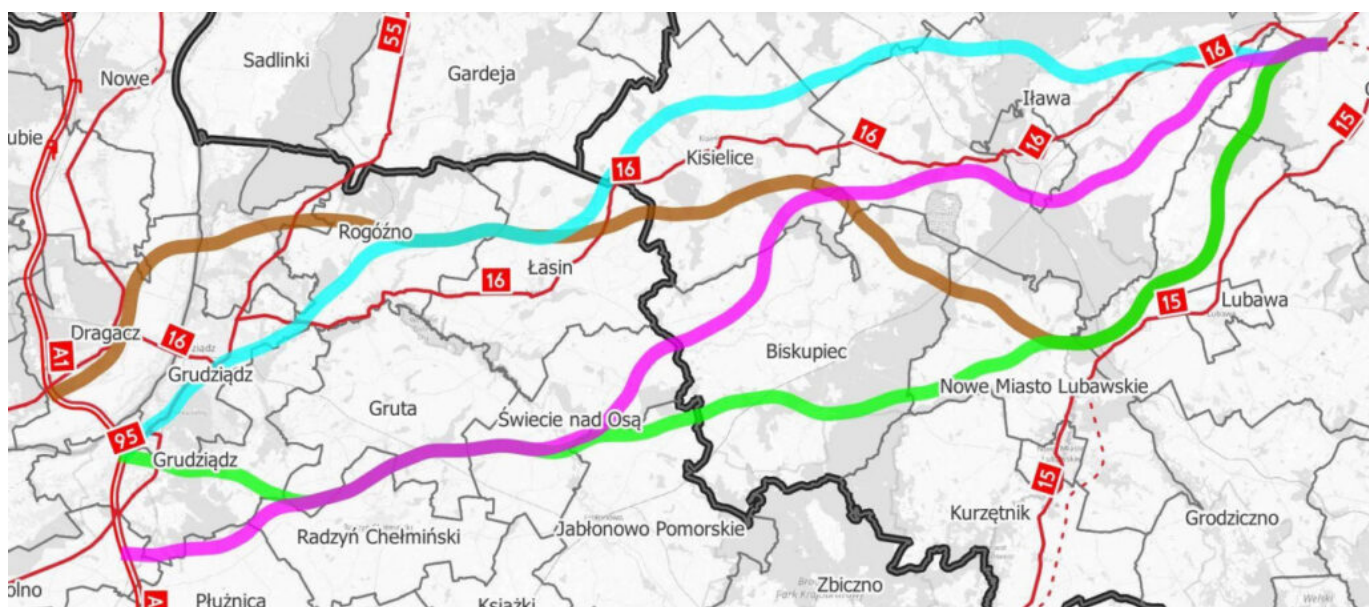 55
Sadlinki
Gardeja
Nowe
16
15
ubie
Iława
16
16
16
Kisielice
Rogóźno
Łasin
16
Dragacz
16
15
Lubawa
A1
Grudziądz
Biskupiec
Gruta
Nowe Miasto Lubawskie
Świecie nad Osą
95
Grudziądz
15
Jabłonowo Pomorskie
Kurzętnik
Grodziczno
Radzyń Chełmiński
olno
Płużnica
Książki
Zbiczno